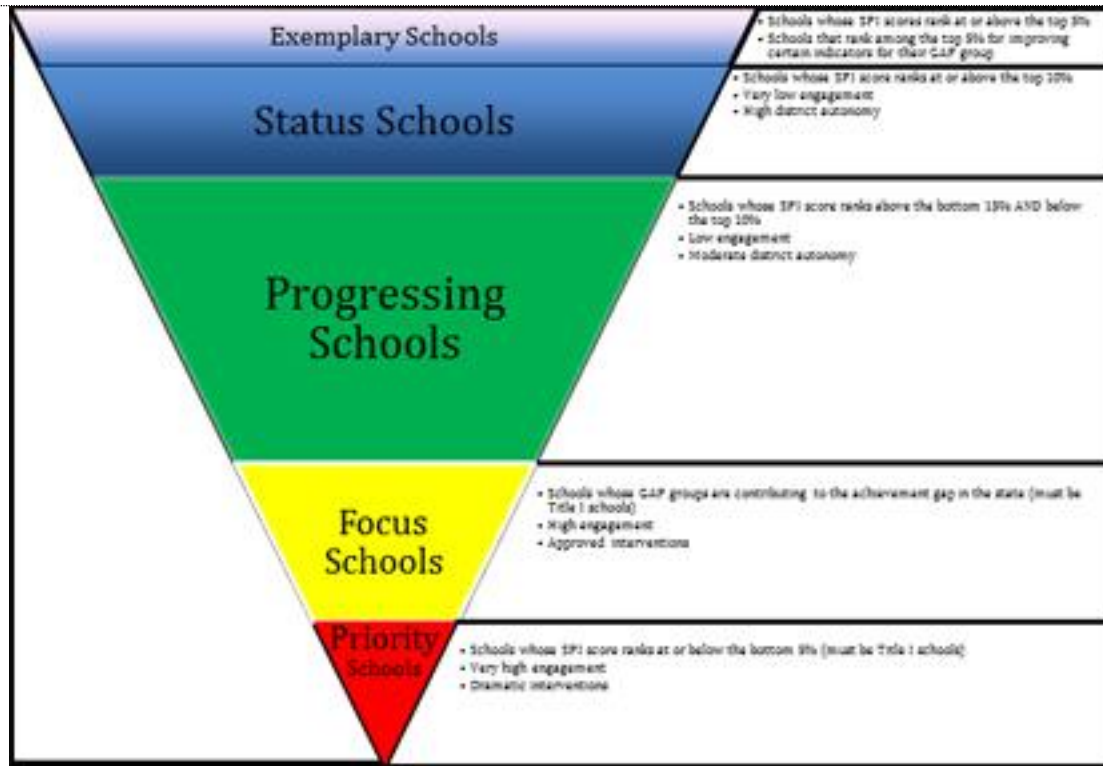 Exemplary Schools
• Schools whose SPI scores rank at or above the top 5%
• Schools that rank among the top 5% for improving
certain indicators for their GAP group
Status Schools
• Schools whose SPI score ranks at or above the top 10%
• Very low engagement
• High district autonomy
Progressing
Schools
• Schools whose SPI score ranks above the bottom 15% AND below
the top 10%
• Low engagement
• Moderate district autonomy
Focus
Schools
• Schools whose GAP groups are contributing to the achievement gap in the state (must be
Title I schools)
• High engagement
• Approved interventions
Priority
Schools
• Schools whose SPI score ranks at or below the bottom 5% (must be Title I schools)
• Very high engagement
• Dramatic interventions